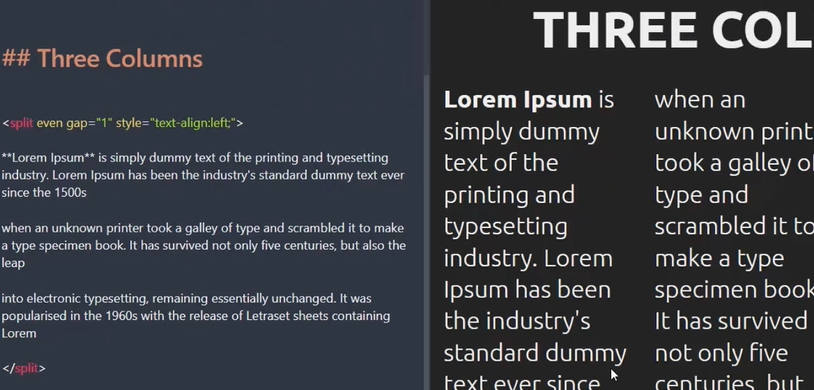 ## Three Columns
<split even gap="1" style="text-align:left;">
**Lorem Ipsum** is simply dummy text of the printing and typesetting
industry. Lorem Ipsum has been the industry's standard dummy text ever
since the 1500s
when an unknown printer took a galley of type and scrambled it to make
a type specimen book. It has survived not only five centuries, but also the
leap
into electronic typesetting, remaining essentially unchanged. It was
popularised in the 1960s with the release of Letraset sheets containing
Lorem
</split>
THREE COL
Lorem Ipsum is
simply dummy
text of the
printing and
typesetting
industry. Lorem
Ipsum has been
the industry's
standard dummy
text ever since
when an
unknown print
took a galley of
type and
scrambled it to
make a type
specimen book
It has survived
not only five
centuries, but